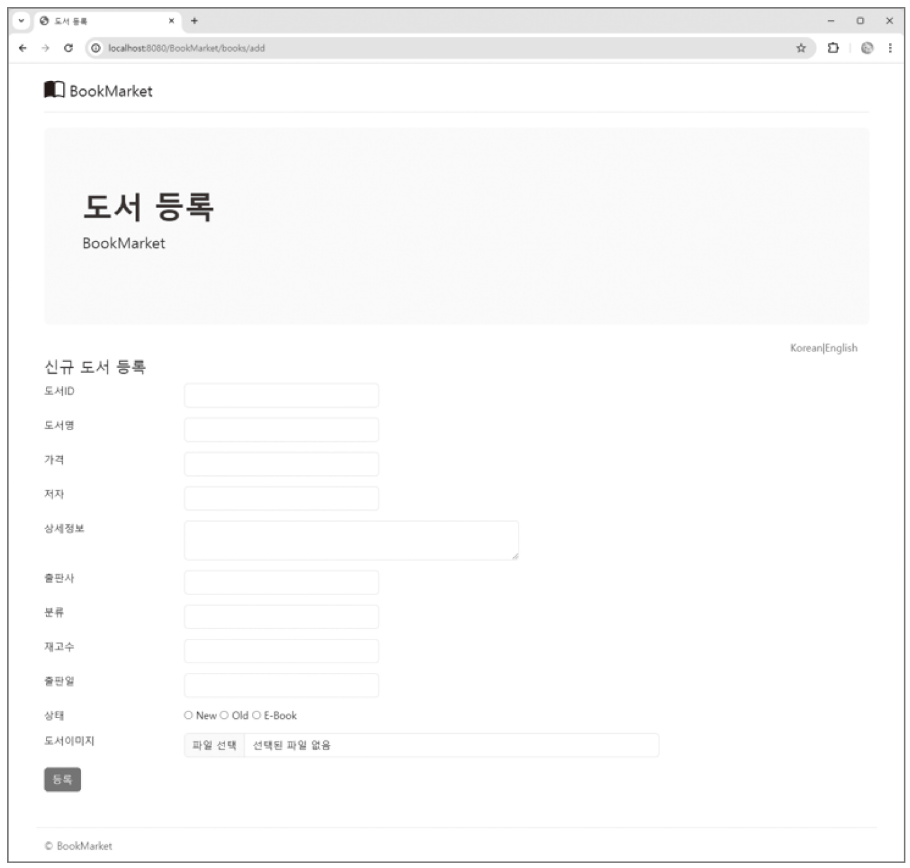 도서 등록
localhost:8080/BookMarket/books/add
BookMarket
도서 등록
BookMarket
Korean|English
신규 도서 등록
도서ID
도서명
가격
저자
상세정보
출판사
분류
재고수
출판일
상태 New Old E-Book
도서이미지 파일 선택 선택된 파일 없음
등록
© BookMarket